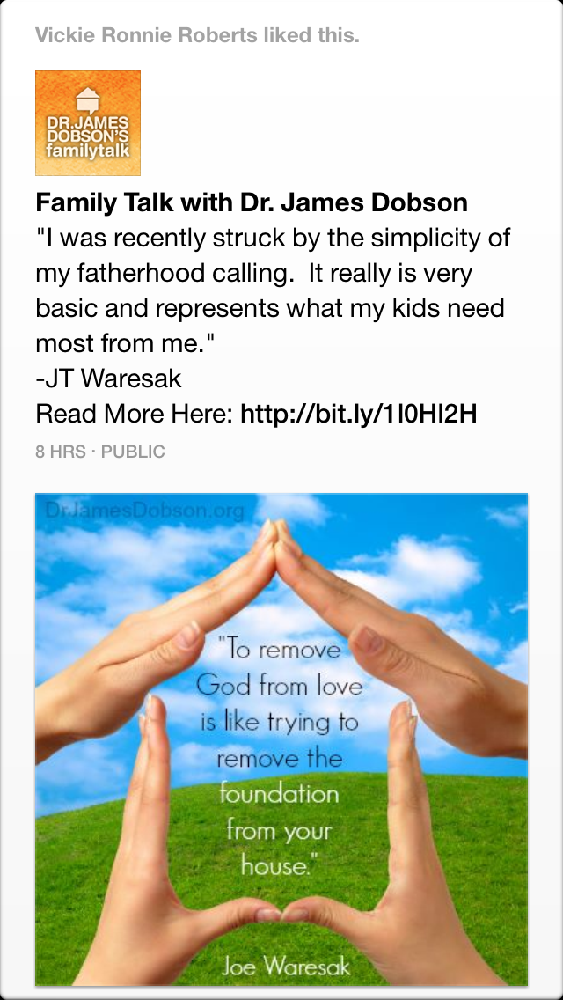 Vickie Ronnie Roberts liked this.
DR.JAMES
DOBSON'S
familytalk
Family Talk with Dr. James Dobson
"I was recently struck by the simplicity of
my fatherhood calling.  It really is very
basic and represents what my kids need
most from me."
-JT Waresak
Read More Here: http://bit.ly/1l0Hl2H
8 HRS · PUBLIC
DrJamesDobson.org
"To remove
God from love
is like trying to
remove the
foundation
from your
house."
Joe Waresak